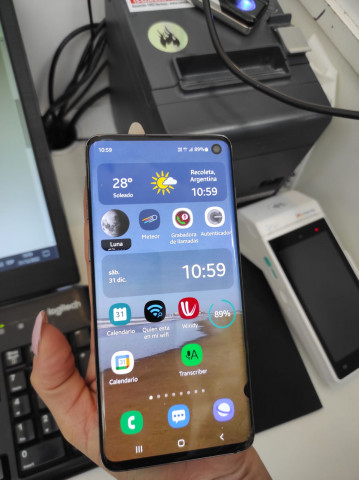 10:59
89%
28°
Soleado
Recoleta,
Argentina
10:59
Luna
Meteor
Grabadora
de llamadas
Autenticador
sáb.
31 dic.
10:59
31
Calendario
Quien esta
en mi wifi
Windy
89%
31
Calendario
Transcribir
logitech